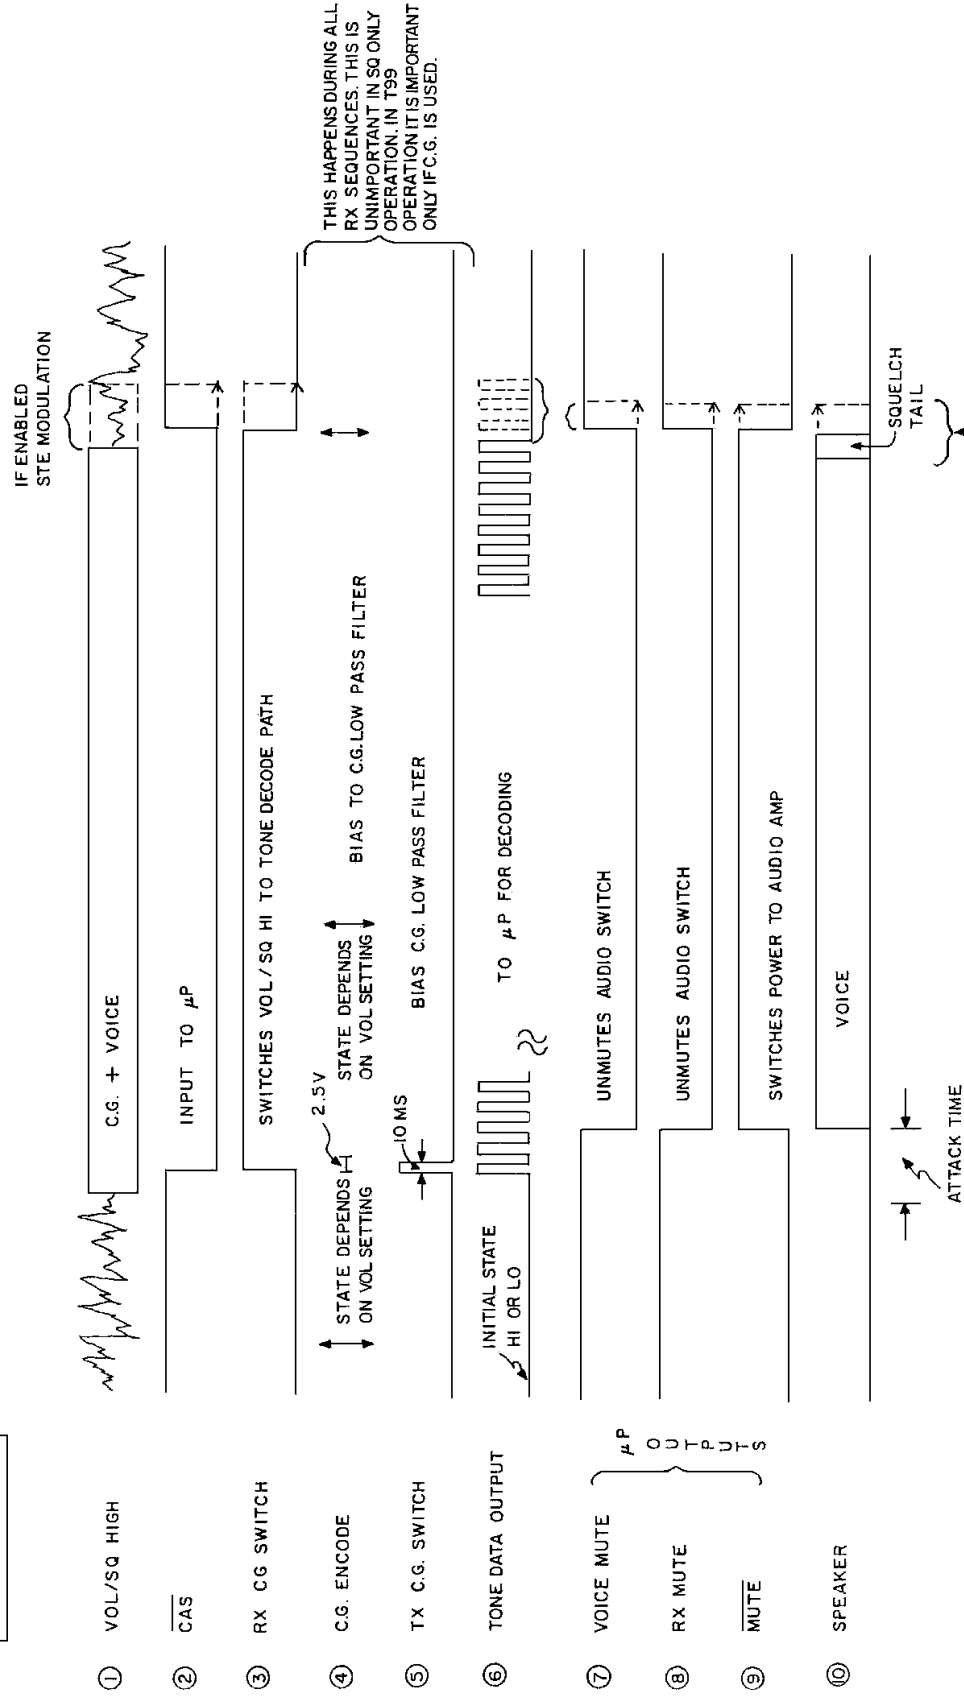 IF ENABLED
STE MODULATION
① VOL/SQ HIGH
C.G. + VOICE
② CAS
INPUT TO µP
③ RX CG SWITCH
SWITCHES VOL/SQ HI TO TONE DECODE PATH
④ C.G. ENCODE
STATE DEPENDS
ON VOL SETTING
2.5V
STATE DEPENDS
ON VOL SETTING
BIAS TO C.G. LOW PASS FILTER
⑤ TX C.G. SWITCH
10 MS
BIAS C.G. LOW PASS FILTER
THIS HAPPENS DURING ALL
RX SEQUENCES. THIS IS
UNIMPORTANT IN SQ ONLY
OPERATION. IN T99
OPERATION IT IS IMPORTANT
ONLY IF C.G. IS USED.
⑥ TONE DATA OUTPUT
INITIAL STATE
HI OR LO
TO µP FOR DECODING
⑦ VOICE MUTE
UNMUTES AUDIO SWITCH
⑧ RX MUTE
UNMUTES AUDIO SWITCH
⑨ MUTE
SWITCHES POWER TO AUDIO AMP
µP
OUTPUTS
⑩ SPEAKER
VOICE
SQUELCH
TAIL
ATTACK TIME